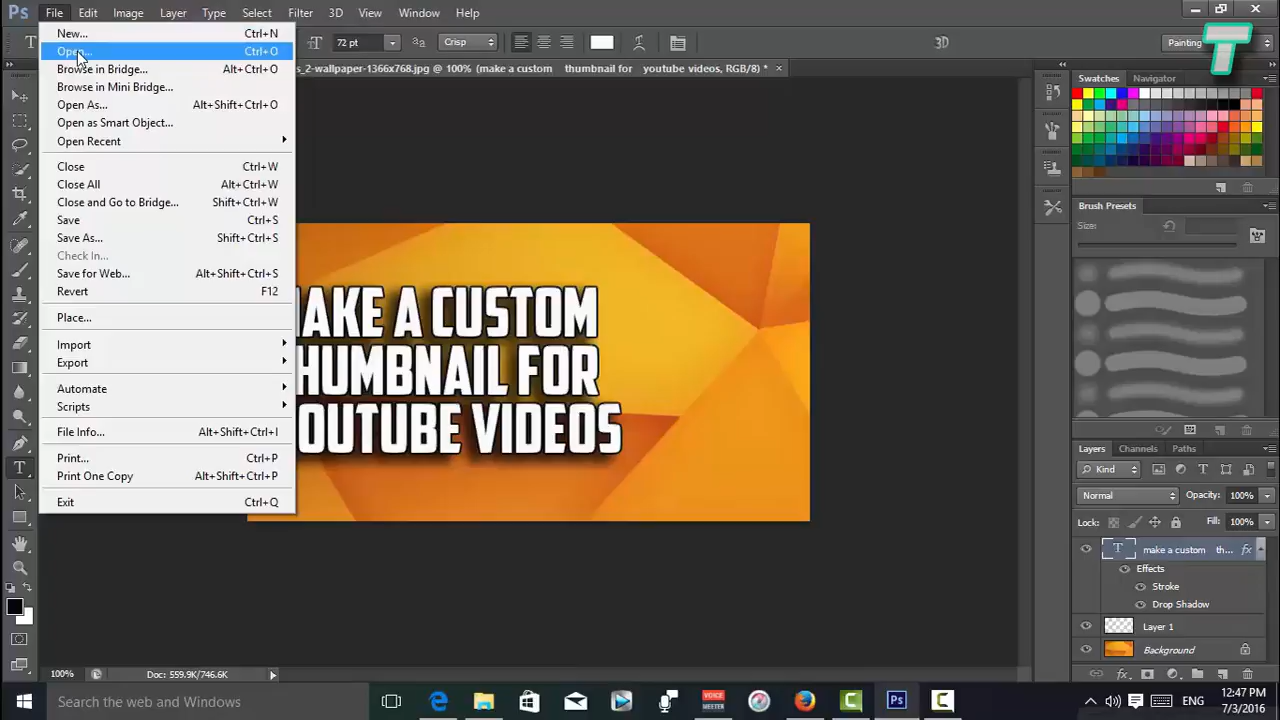 Ps File Edit Image Layer Type Select Filter 3D View Window Help
T 72 pt Crisp 3D Painting
T
s_2-wallpaper-1366x768.jpg @ 100% (make a custom thumbnail for youtube videos, RGB/8) *
New... Ctrl+N
Open... Ctrl+O
Browse in Bridge... Alt+Ctrl+O
Browse in Mini Bridge...
Open As... Alt+Shift+Ctrl+O
Open as Smart Object...
Open Recent
Close Ctrl+W
Close All Alt+Ctrl+W
Close and Go to Bridge... Shift+Ctrl+W
Save Ctrl+S
Save As... Shift+Ctrl+S
Check In...
Save for Web... Alt+Shift+Ctrl+S
Revert F12
Place...
Import
Export
Automate
Scripts
File Info... Alt+Shift+Ctrl+I
Print... Ctrl+P
Print One Copy Alt+Shift+Ctrl+P
Exit Ctrl+Q
AKE A CUSTOM
HUMBNAIL FOR
OUTUBE VIDEOS
Swatches Navigator
Brush Presets
Size:
Layers Channels Paths
Kind
Normal Opacity: 100%
Lock: Fill: 100%
T make a custom th... fx
Effects
Stroke
Drop Shadow
Layer 1
Background
100% Doc: 559.9K/746.6K
Search the web and Windows
VOICE MEETER
Ps
ENG
12:47 PM
7/3/2016